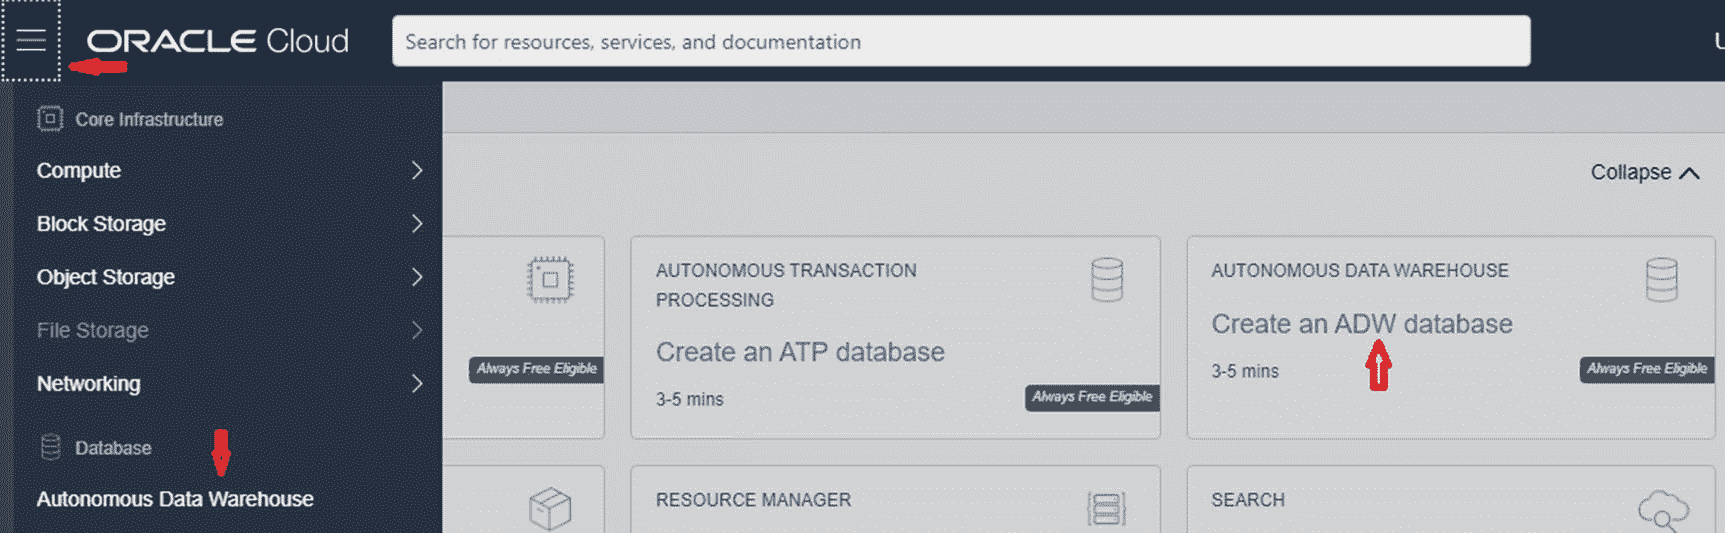 ORACLE Cloud
Search for resources, services, and documentation
Core Infrastructure
Compute
Block Storage
Object Storage
File Storage
Networking
Database
Autonomous Data Warehouse
Collapse
Always Free Eligible
AUTONOMOUS TRANSACTION
PROCESSING
Create an ATP database
3-5 mins
Always Free Eligible
AUTONOMOUS DATA WAREHOUSE
Create an ADW database
3-5 mins
Always Free Eligible
RESOURCE MANAGER
SEARCH